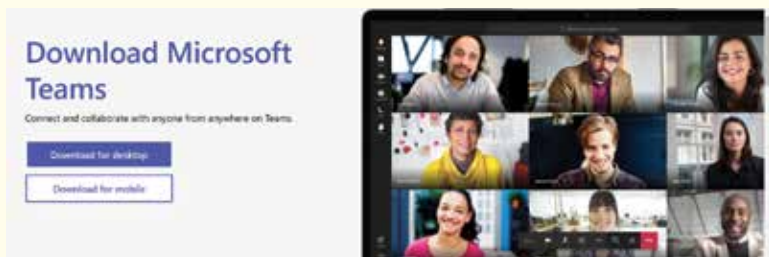 Download Microsoft
Teams
Connect and collaborate with anyone from anywhere on Teams.
Download for desktop
Download for mobile